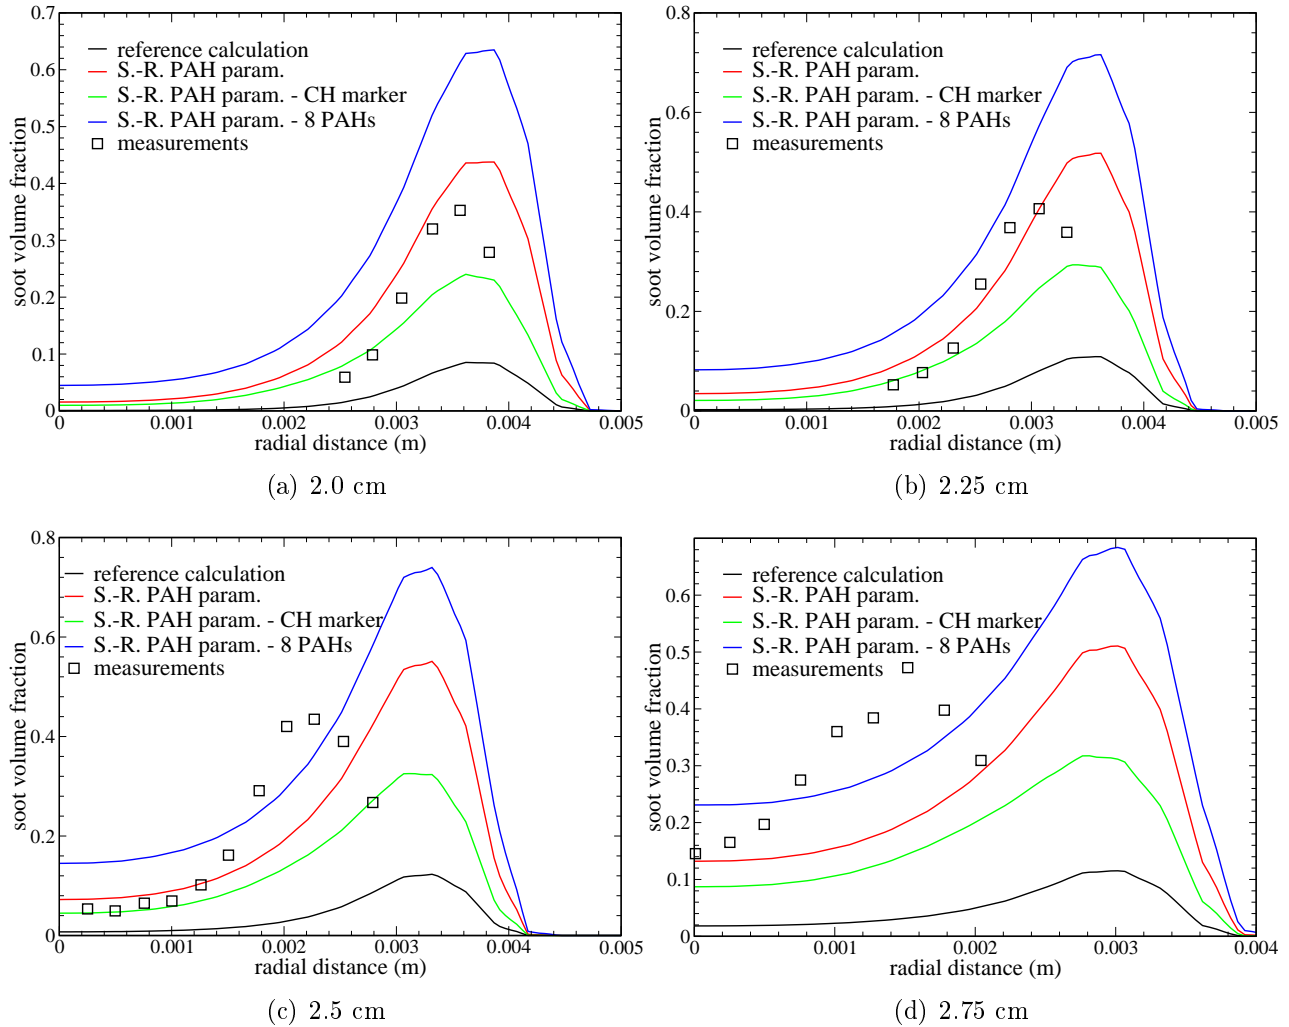 0.7
0.6
0.5
0.4
0.3
0.2
0.1
0
soot volume fraction
reference calculation
S.-R. PAH param.
S.-R. PAH param. - CH marker
S.-R. PAH param. - 8 PAHs
measurements
0 0.001 0.002 0.003 0.004 0.005
radial distance (m)
(a) 2.0 cm
0.8
0.6
0.4
0.2
0
soot volume fraction
reference calculation
S.-R. PAH param.
S.-R. PAH param. - CH marker
S.-R. PAH param. - 8 PAHs
measurements
0 0.001 0.002 0.003 0.004 0.005
radial distance (m)
(b) 2.25 cm
0.8
0.6
0.4
0.2
0
soot volume fraction
reference calculation
S.-R. PAH param.
S.-R. PAH param. - CH marker
S.-R. PAH param. - 8 PAHs
measurements
0 0.001 0.002 0.003 0.004 0.005
radial distance (m)
(c) 2.5 cm
0.6
0.5
0.4
0.3
0.2
0.1
0
soot volume fraction
reference calculation
S.-R. PAH param.
S.-R. PAH param. - CH marker
S.-R. PAH param. - 8 PAHs
measurements
0 0.001 0.002 0.003 0.004
radial distance (m)
(d) 2.75 cm